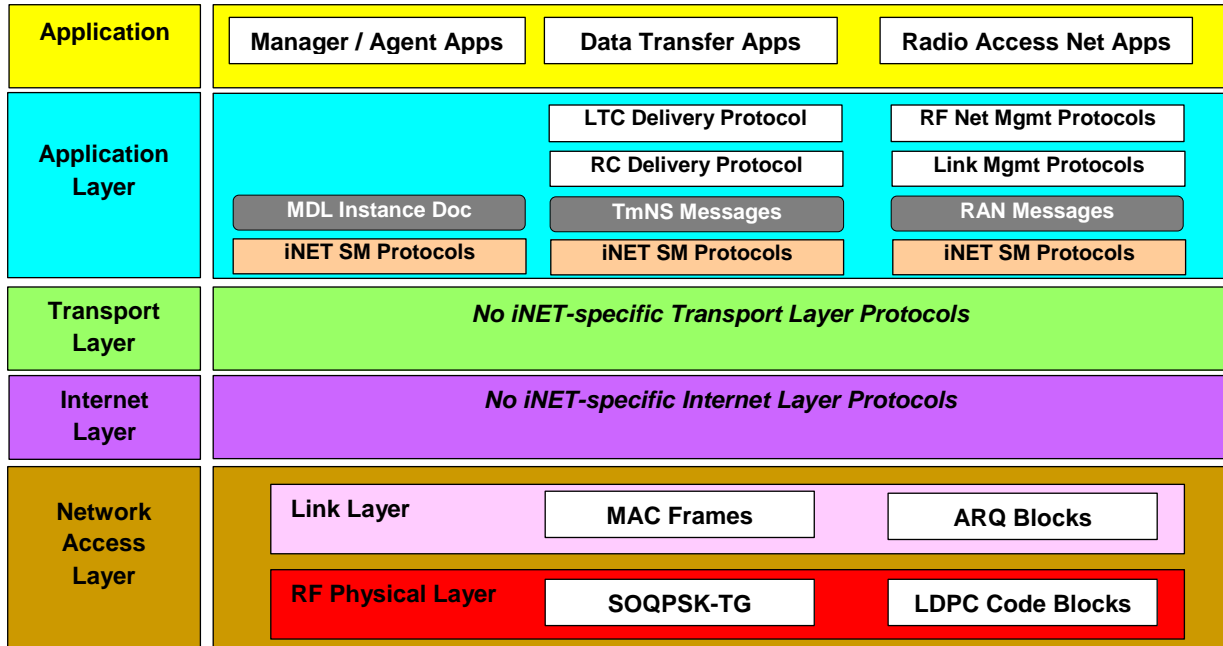 Application
Manager / Agent Apps
Data Transfer Apps
Radio Access Net Apps
Application
Layer
LTC Delivery Protocol
RF Net Mgmt Protocols
RC Delivery Protocol
Link Mgmt Protocols
MDL Instance Doc
TmNS Messages
RAN Messages
iNET SM Protocols
iNET SM Protocols
iNET SM Protocols
Transport
Layer
No iNET-specific Transport Layer Protocols
Internet
Layer
No iNET-specific Internet Layer Protocols
Network
Access
Layer
Link Layer
MAC Frames
ARQ Blocks
RF Physical Layer
SOQPSK-TG
LDPC Code Blocks